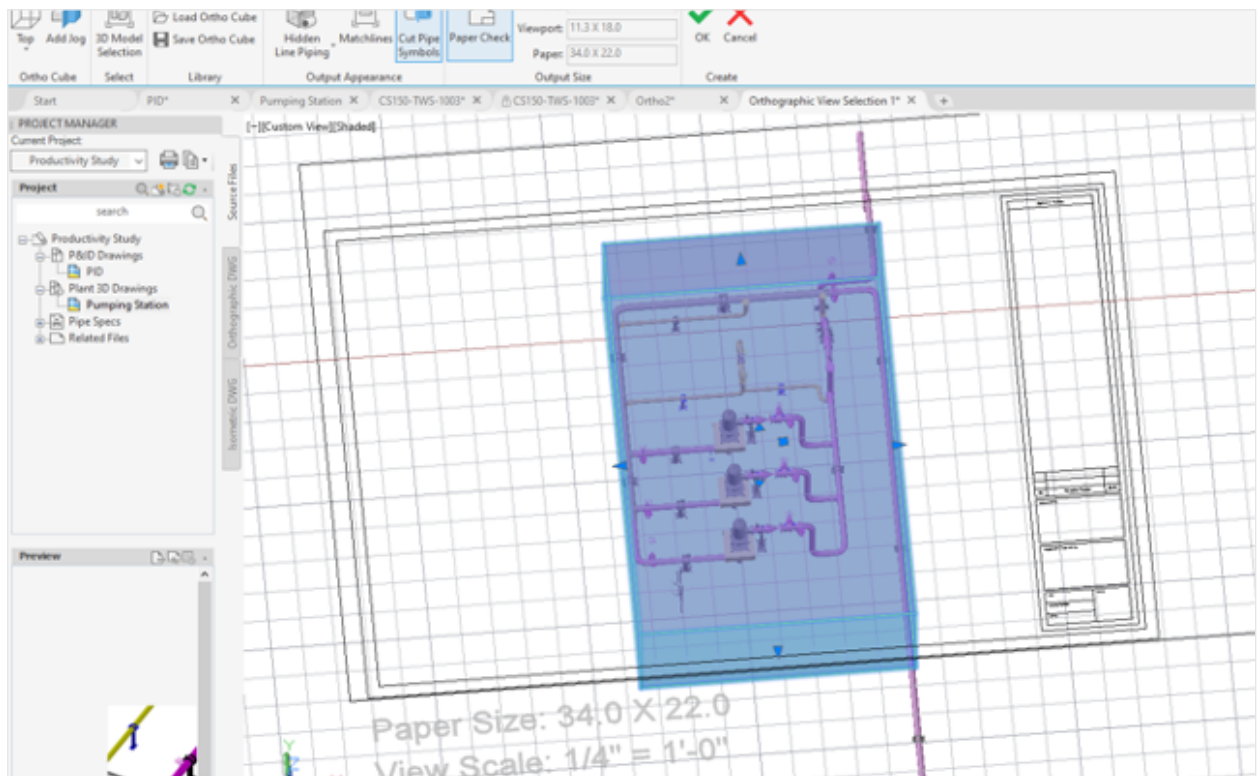 Load Ortho Cube
Viewport: 11.3 X 18.0
Top Add Jog 3D Model Selection Save Ortho Cube Hidden Line Piping Matchlines Cut Pipe Symbols Paper Check OK Cancel
Paper: 34.0 X 22.0
Ortho Cube Select Library Output Appearance Output Size Create
Start PID* Pumping Station CS150-TWS-1003* CS150-TWS-1003* Ortho2* Orthographic View Selection 1* +
PROJECT MANAGER
[-][Custom View][Shaded]
Current Project:
Productivity Study
Project
search
Productivity Study
P&ID Drawings
PID
Plant 3D Drawings
Pumping Station
Pipe Specs
Related Files
Source Files
Orthographic DWG
Isometric DWG
Preview
Paper Size: 34.0 X 22.0
View Scale: 1/4" = 1'-0"
Y